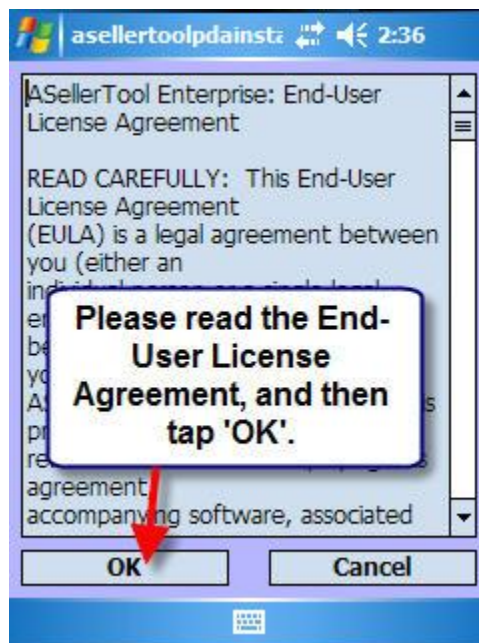 asellertoolpdainsta 2:36
ASellerTool Enterprise: End-User
License Agreement
READ CAREFULLY: This End-User
License Agreement
(EULA) is a legal agreement between
you (either an
Please read the End-
User License
Agreement, and then
tap 'OK'.
agreement
accompanying software, associated
OK Cancel